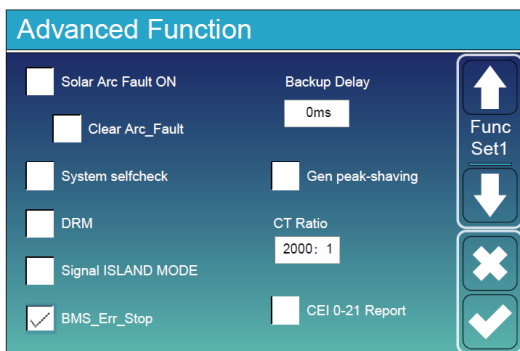 Advanced Function
Solar Arc Fault ON
Clear Arc_Fault
System selfcheck
DRM
Signal ISLAND MODE
BMS_Err_Stop
Backup Delay
0ms
Gen peak-shaving
CT Ratio
2000: 1
CEI 0-21 Report
Func
Set1